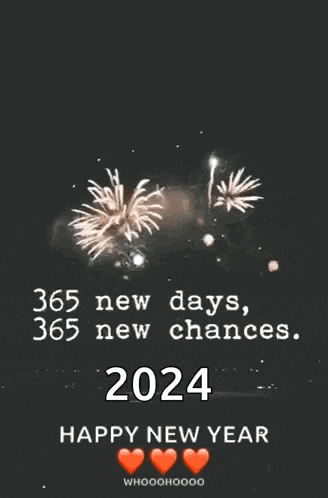 365 new days,
365 new chances.
2024
HAPPY NEW YEAR
❤️❤️❤️
WHOOOHOOOO